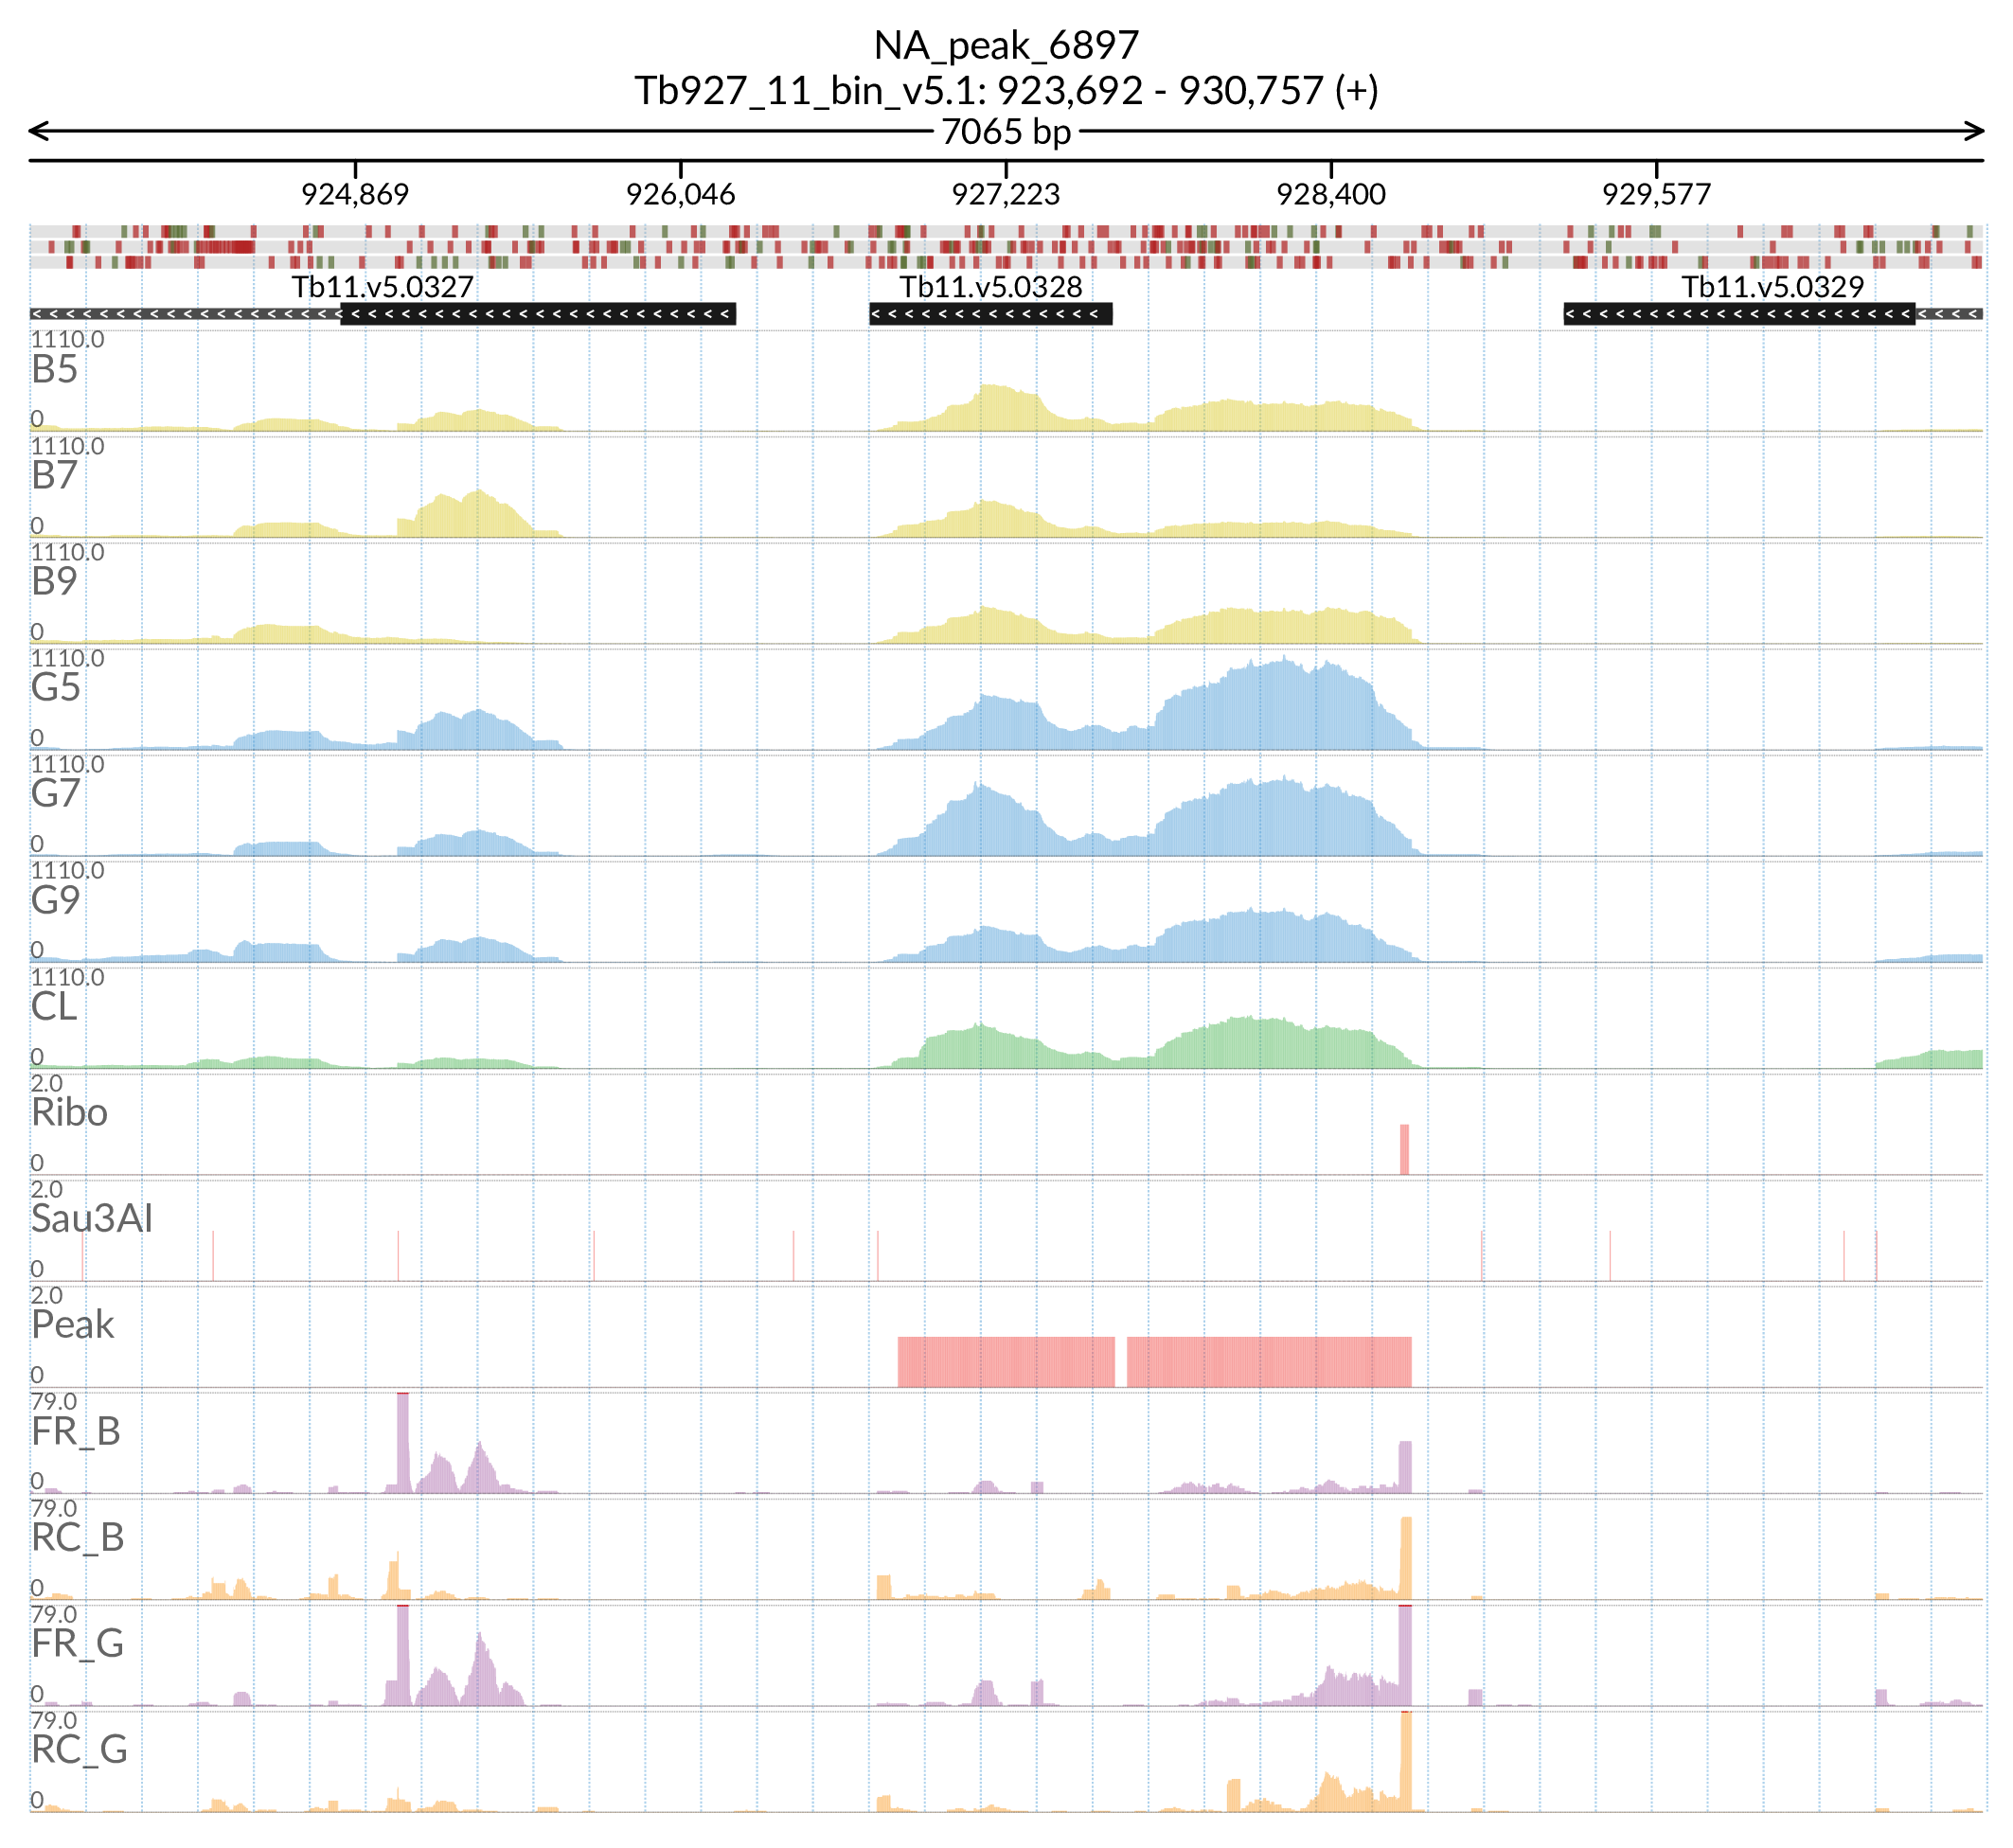 NA_peak_6897
Tb927_11_bin_v5.1: 923,692 - 930,757 (+)
7065 bp
924,869 926,046 927,223 928,400 929,577
Tb11.v5.0327 Tb11.v5.0328 Tb11.v5.0329
1110.0
B5
0
1110.0
B7
0
1110.0
B9
0
1110.0
G5
0
1110.0
G7
0
1110.0
G9
0
1110.0
CL
0
2.0
Ribo
0
2.0
Sau3AI
0
2.0
Peak
0
79.0
FR_B
0
79.0
RC_B
0
79.0
FR_G
0
79.0
RC_G
0